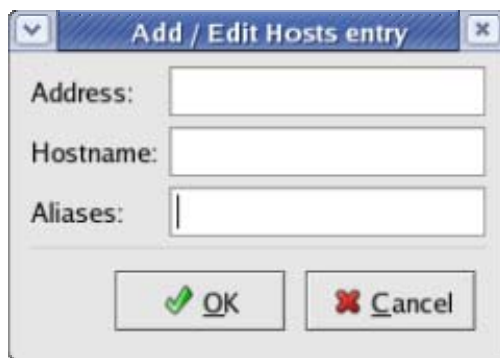 Add / Edit Hosts entry
Address:
Hostname:
Aliases:
OK
Cancel